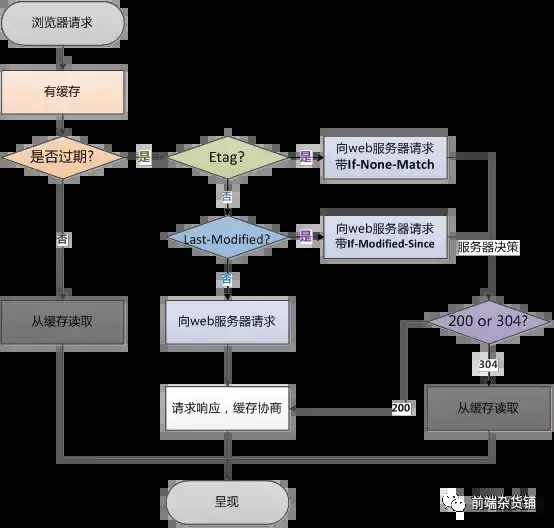 浏览器请求
有缓存
是否过期?
是
Etag?
是
向web服务器请求
带If-None-Match
否
否
Last-Modified?
是
向web服务器请求
带If-Modified-Since
服务器决策
否
从缓存读取
向web服务器请求
200 or 304?
304
请求响应，缓存协商
200
从缓存读取
呈现
前端杂货铺